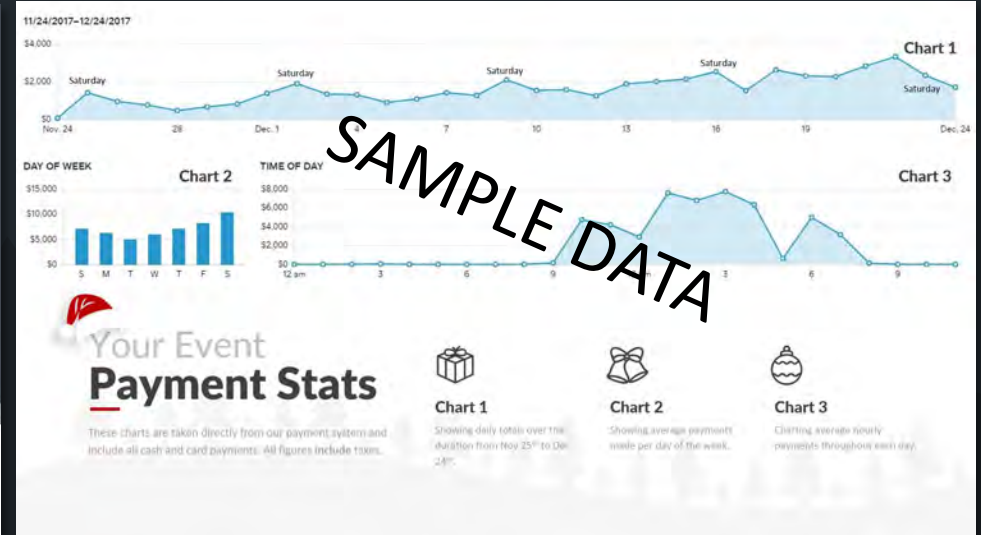 11/24/2017–12/24/2017
$4,000
Chart 1
$2,000
Saturday
Saturday
Saturday
Saturday
Saturday
$0
Nov. 24
28
Dec. 1
4
7
10
13
16
19
Dec. 24
DAY OF WEEK
Chart 2
$15,000
$10,000
$5,000
$0
S M T W T F S
TIME OF DAY
Chart 3
$8,000
$6,000
$4,000
$2,000
$0
12 am
3
6
9
3
6
9
SAMPLE DATA
Your Event
Payment Stats
These charts are taken directly from our payment system and
include all cash and card payments. All figures include taxes.
Chart 1
Showing daily totals over the
duration from Nov 25th to Dec
24th.
Chart 2
Showing average payments
made per day of the week.
Chart 3
Charting average hourly
payments throughout each day.